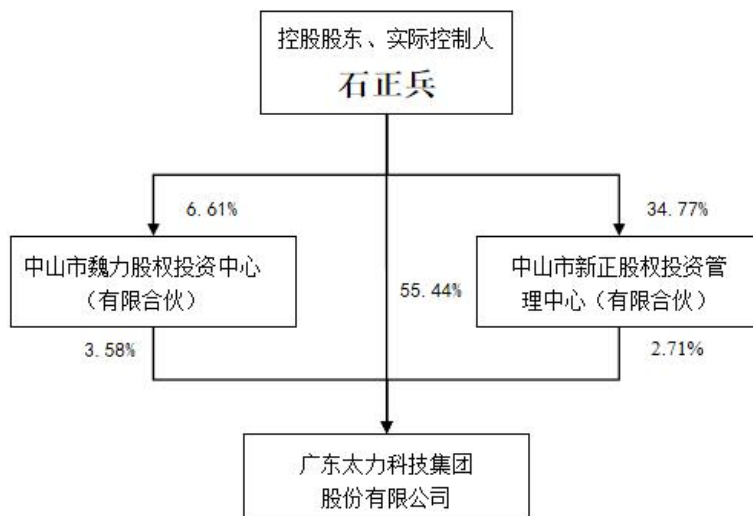 控股股东、实际控制人
石正兵
6.61%
34.77%
中山市魏力股权投资中心
（有限合伙）
55.44%
中山市新正股权投资管
理中心（有限合伙）
3.58%
2.71%
广东太力科技集团
股份有限公司